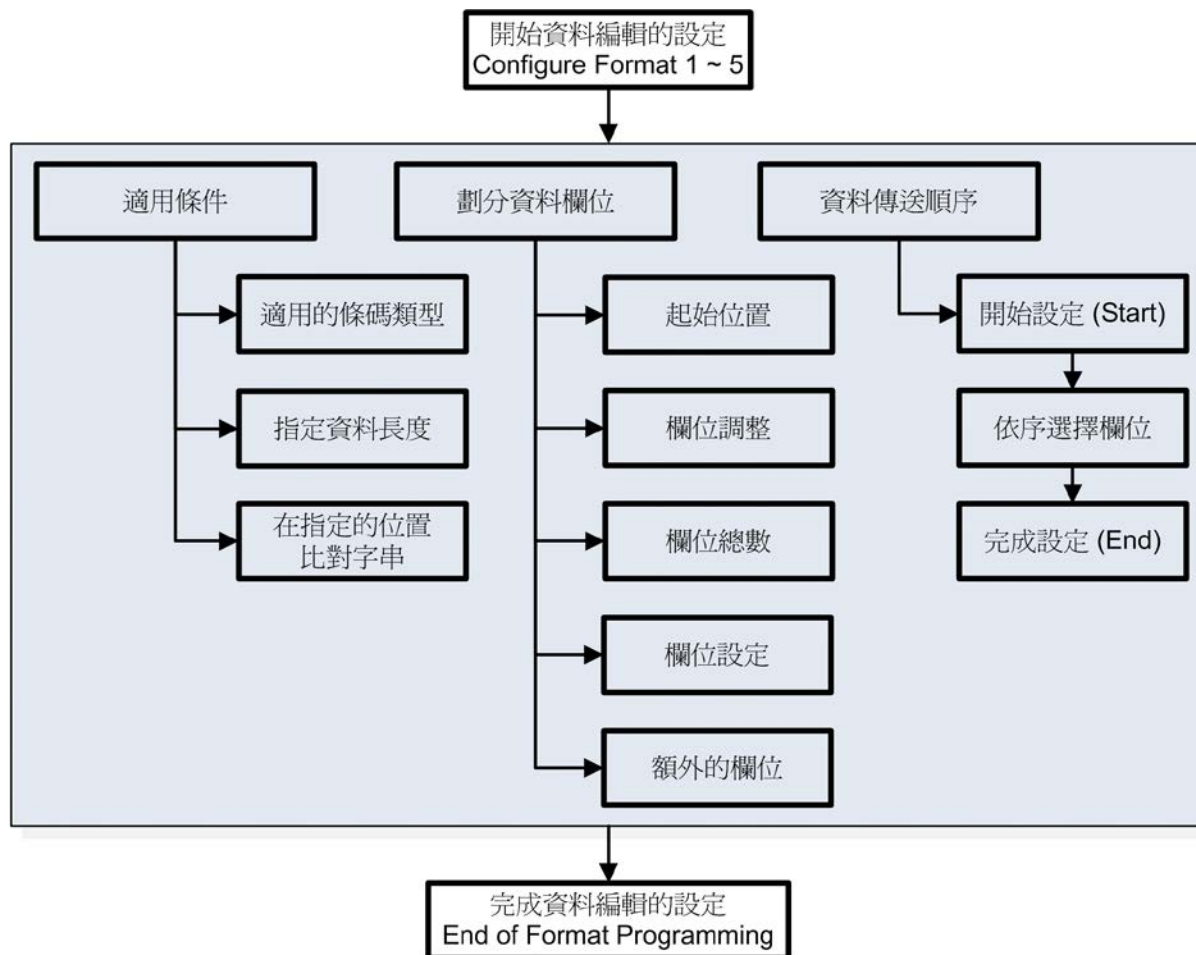 開始資料編輯的設定
Configure Format 1 ~ 5
適用條件
適用的條碼類型
指定資料長度
在指定的位置
比對字串
劃分資料欄位
起始位置
欄位調整
欄位總數
欄位設定
額外的欄位
資料傳送順序
開始設定 (Start)
依序選擇欄位
完成設定 (End)
完成資料編輯的設定
End of Format Programming